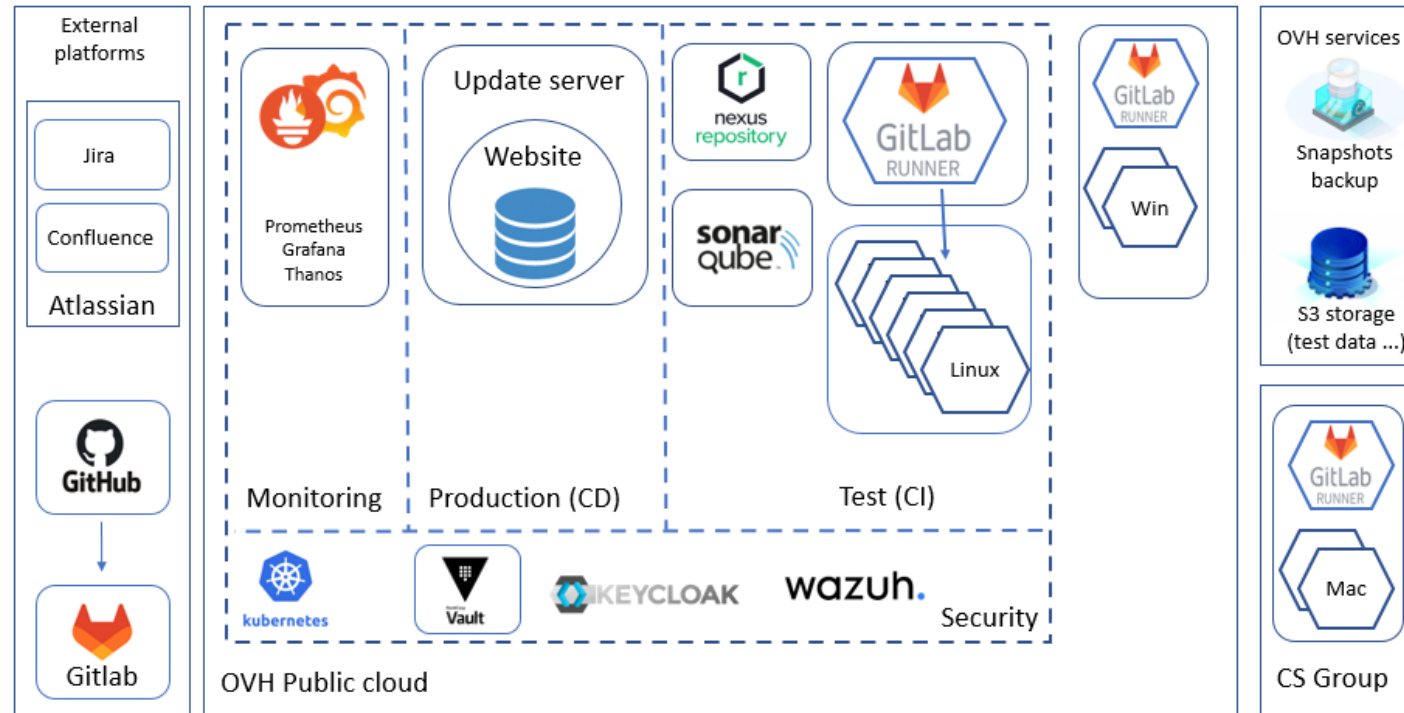 External
platforms
Jira
Confluence
Atlassian
GitHub
Gitlab
Prometheus
Grafana
Thanos
Monitoring
Update server
Website
Production (CD)
nexus
repository
sonar
qube
GitLab
RUNNER
Linux
Test (CI)
kubernetes
Vault
KEYCLOAK
wazuh.
Security
OVH Public cloud
GitLab
RUNNER
Win
OVH services
Snapshots
backup
S3 storage
(test data ...)
GitLab
RUNNER
Mac
CS Group